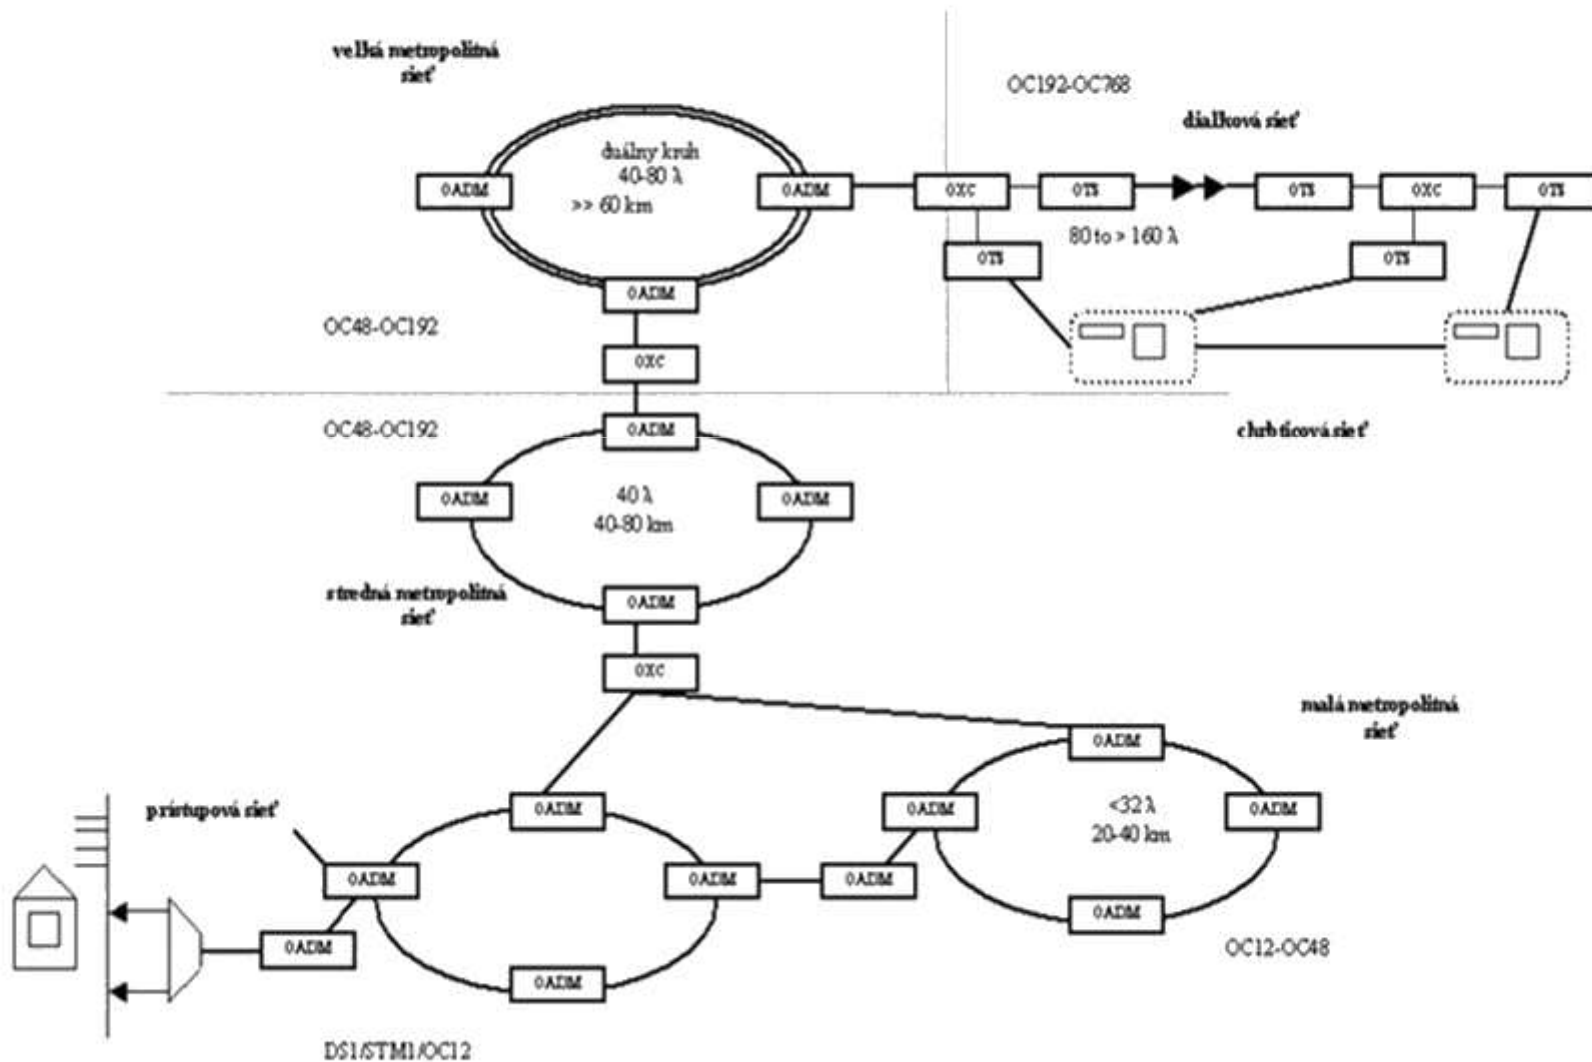 veľká metropolitná
sieť
OC192-OC768
diaľková sieť
duálny kruh
40-80 λ
>> 60 km
OADM
OADM
OXC
OTS
OTS
OXC
OTS
80 to > 160 λ
OTS
OTS
OADM
OC48-OC192
OXC
OC48-OC192
OADM
chrbticová sieť
OADM
40 λ
40-80 km
OADM
stredná metropolitná
sieť
OADM
OXC
malá metropolitná
sieť
OADM
prístupová sieť
OADM
OADM
<32 λ
20-40 km
OADM
OADM
OADM
OADM
OADM
OADM
OC12-OC48
OADM
DS1/STM1/OC12